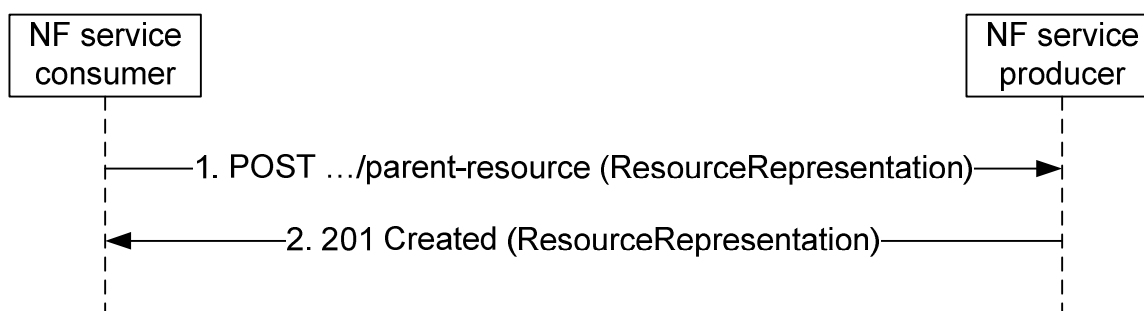 NF service
consumer
NF service
producer
1. POST …/parent-resource (ResourceRepresentation)
2. 201 Created (ResourceRepresentation)